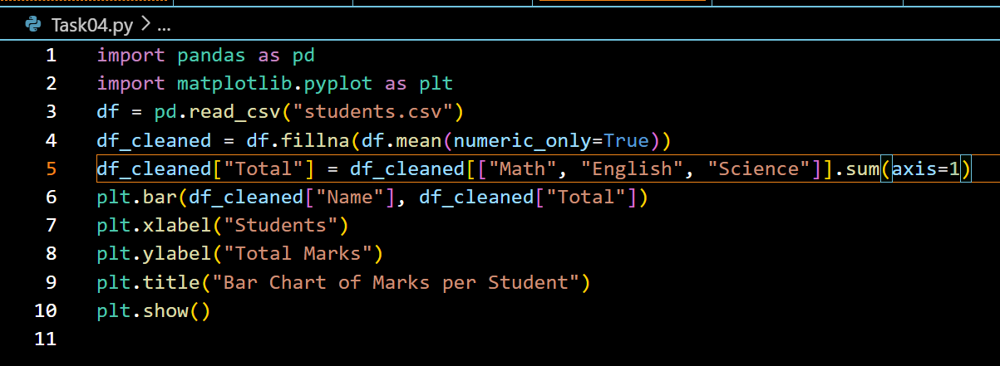 Task04.py > ...
1 import pandas as pd
2 import matplotlib.pyplot as plt
3 df = pd.read_csv("students.csv")
4 df_cleaned = df.fillna(df.mean(numeric_only=True))
5 df_cleaned["Total"] = df_cleaned[["Math", "English", "Science"]].sum(axis=1)
6 plt.bar(df_cleaned["Name"], df_cleaned["Total"])
7 plt.xlabel("Students")
8 plt.ylabel("Total Marks")
9 plt.title("Bar Chart of Marks per Student")
10 plt.show()
11